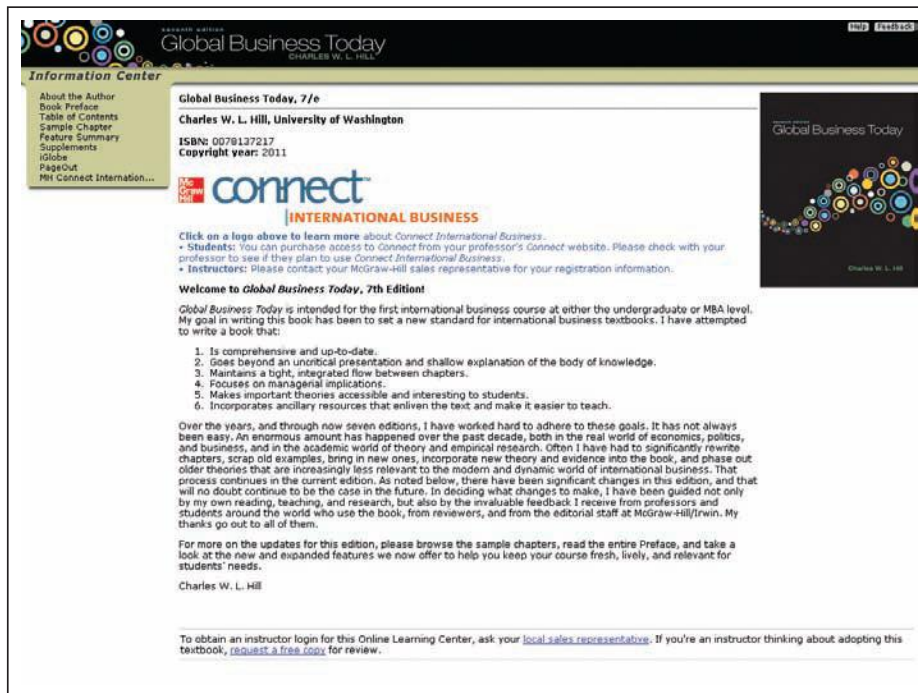 seventh edition
Global Business Today
CHARLES W. L. HILL
Help Feedback
Information Center
About the Author
Book Preface
Table of Contents
Sample Chapter
Feature Summary
Supplements
iGlobe
PageOut
MH Connect Internation...
Global Business Today, 7/e
Charles W. L. Hill, University of Washington
ISBN: 0078137217
Copyright year: 2011
Mc Graw Hill connect
INTERNATIONAL BUSINESS
Click on a logo above to learn more about Connect International Business.
• Students: You can purchase access to Connect from your professor's Connect website. Please check with your
professor to see if they plan to use Connect International Business.
• Instructors: Please contact your McGraw-Hill sales representative for your registration information.
Welcome to Global Business Today, 7th Edition!
Global Business Today is intended for the first international business course at either the undergraduate or MBA level.
My goal in writing this book has been to set a new standard for international business textbooks. I have attempted
to write a book that:
1. Is comprehensive and up-to-date.
2. Goes beyond an uncritical presentation and shallow explanation of the body of knowledge.
3. Maintains a tight, integrated flow between chapters.
4. Focuses on managerial implications.
5. Makes important theories accessible and interesting to students.
6. Incorporates ancillary resources that enliven the text and make it easier to teach.
Over the years, and through now seven editions, I have worked hard to adhere to these goals. It has not always
been easy. An enormous amount has happened over the past decade, both in the real world of economics, politics,
and business, and in the academic world of theory and empirical research. Often I have had to significantly rewrite
chapters, scrap old examples, bring in new ones, incorporate new theory and evidence into the book, and phase out
older theories that are increasingly less relevant to the modern and dynamic world of international business. That
process continues in the current edition. As noted below, there have been significant changes in this edition, and that
will no doubt continue to be the case in the future. In deciding what changes to make, I have been guided not only
by my own reading, teaching, and research, but also by the invaluable feedback I receive from professors and
students around the world who use the book, from reviewers, and from the editorial staff at McGraw-Hill/Irwin. My
thanks go out to all of them.
For more on the updates for this edition, please browse the sample chapters, read the entire Preface, and take a
look at the new and expanded features we now offer to help you keep your course fresh, lively, and relevant for
students' needs.
Charles W. L. Hill
seventh edition
Global Business Today
Charles W. L. Hill
To obtain an instructor login for this Online Learning Center, ask your local sales representative. If you're an instructor thinking about adopting this
textbook, request a free copy for review.